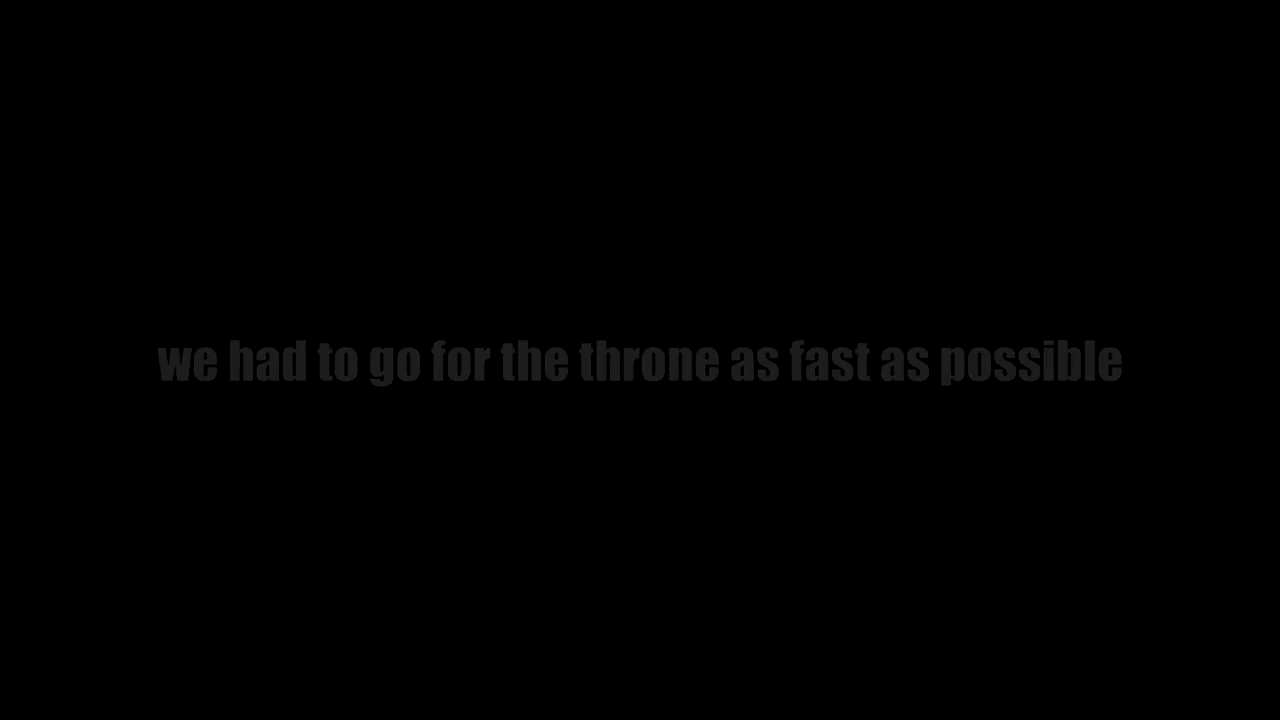 we had to go for the throne as fast as possible